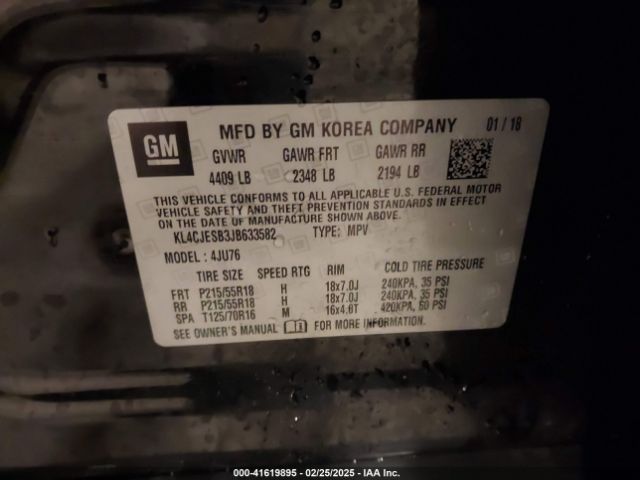 GM
MFD BY GM KOREA COMPANY 01 / 18
GVWR GAWR FRT GAWR RR
4409 LB 2348 LB 2194 LB
THIS VEHICLE CONFORMS TO ALL APPLICABLE U.S. FEDERAL MOTOR
VEHICLE SAFETY AND THEFT PREVENTION STANDARDS IN EFFECT
ON THE DATE OF MANUFACTURE SHOWN ABOVE.
KL4CJESB3JB633582 TYPE: MPV
MODEL : 4JU76
TIRE SIZE SPEED RTG RIM COLD TIRE PRESSURE
FRT P215/55R18 H 18x7.0J 240KPA, 35 PSI
RR P215/55R18 H 18x7.0J 240KPA, 35 PSI
SPA T125/70R16 M 16x4.0T 420KPA, 60 PSI
SEE OWNER'S MANUAL FOR MORE INFORMATION.
000-41619895 - 02/25/2025 - IAA Inc.